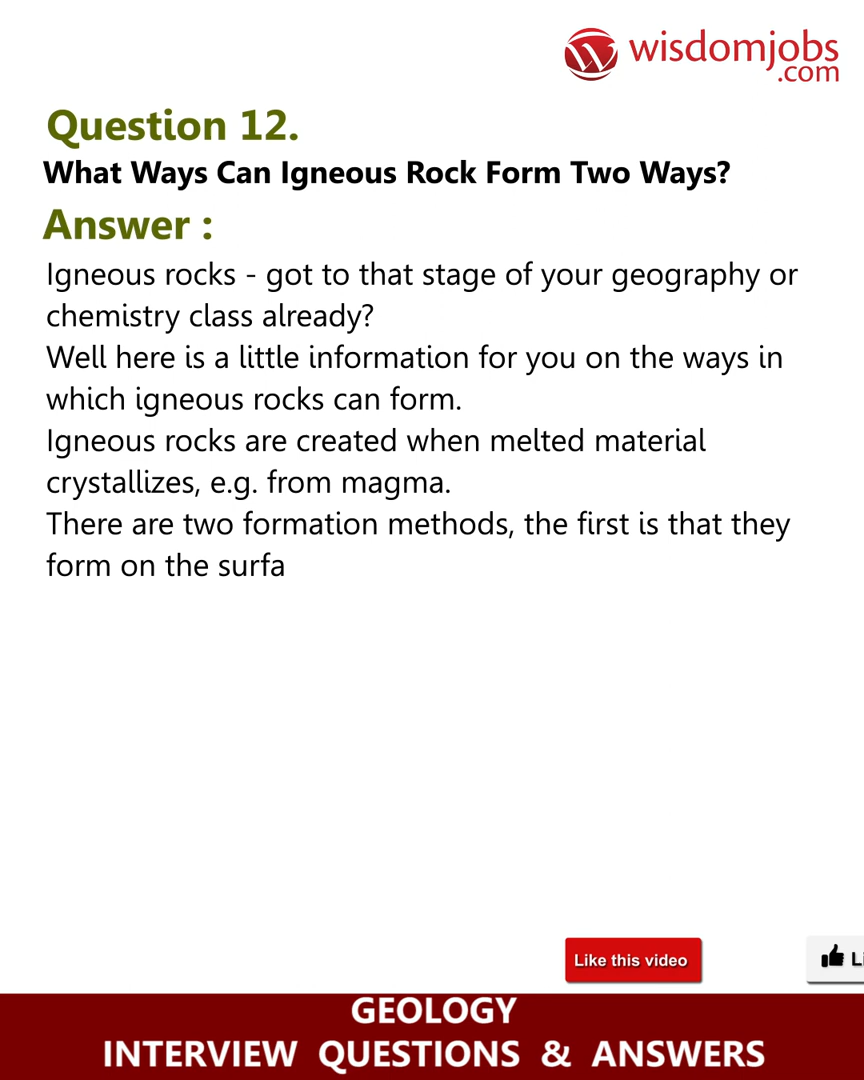 wisdomjobs
.com
Question 12.
What Ways Can Igneous Rock Form Two Ways?
Answer :
Igneous rocks - got to that stage of your geography or
chemistry class already?
Well here is a little information for you on the ways in
which igneous rocks can form.
Igneous rocks are created when melted material
crystallizes, e.g. from magma.
There are two formation methods, the first is that they
form on the surfa
Like this video
Li
GEOLOGY
INTERVIEW QUESTIONS & ANSWERS